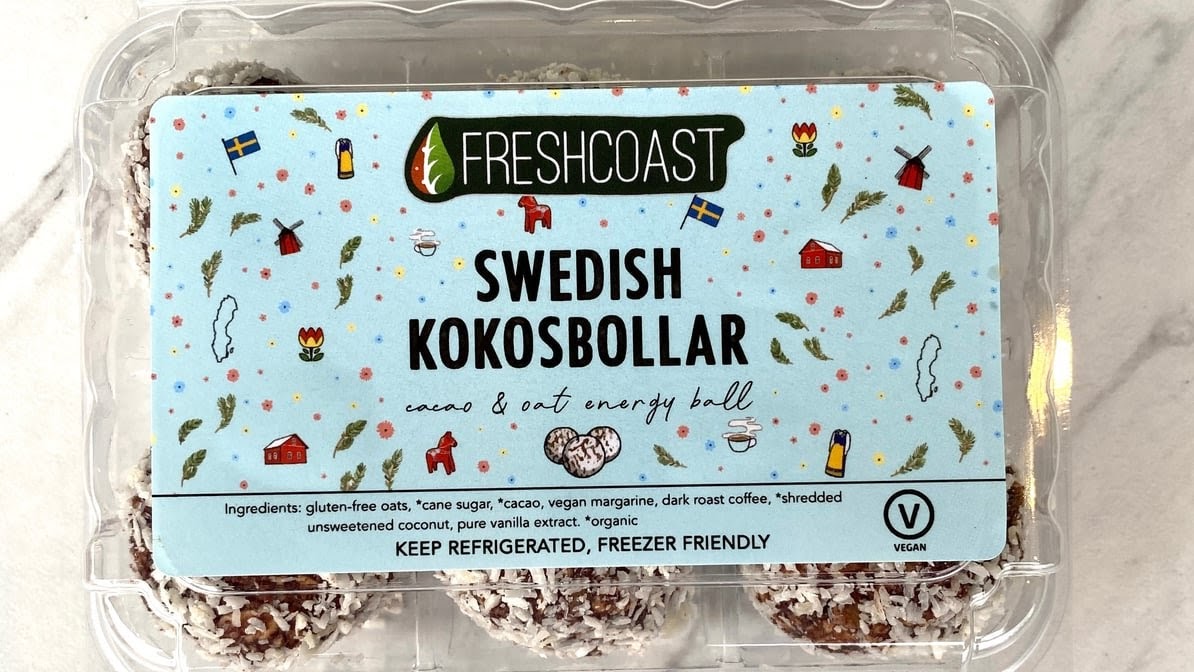 FRESHCOAST
SWEDISH
KOKOSBOLLAR
cacao & oat energy ball
Ingredients: gluten-free oats, *cane sugar, *cacao, vegan margarine, dark roast coffee, *shredded
unsweetened coconut, pure vanilla extract. *organic
KEEP REFRIGERATED, FREEZER FRIENDLY
V
VEGAN